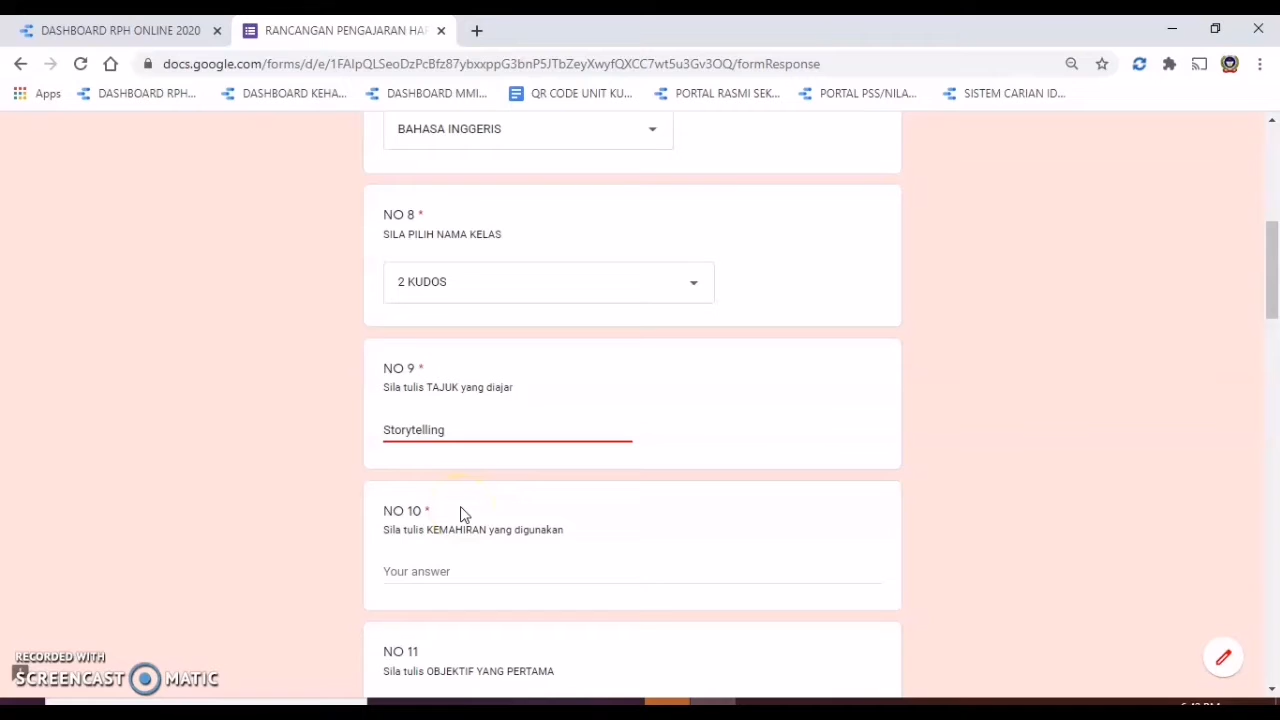 DASHBOARD RPH ONLINE 2020
RANCANGAN PENGAJARAN HAR
docs.google.com/forms/d/e/1FAIpQLSeoDzPcBfz87ybxxppG3bnP5JTbZeyXwyfQXCC7wt5u3Gv3OQ/formResponse
Apps
DASHBOARD RPH...
DASHBOARD KEHA...
DASHBOARD MMI...
QR CODE UNIT KU...
PORTAL RASMI SEK...
PORTAL PSS/NILA...
SISTEM CARIAN ID...
BAHASA INGGERIS
NO 8 *
SILA PILIH NAMA KELAS
2 KUDOS
NO 9 *
Sila tulis TAJUK yang diajar
Storytelling
NO 10 *
Sila tulis KEMAHIRAN yang digunakan
Your answer
NO 11
Sila tulis OBJEKTIF YANG PERTAMA
RECORDED WITH
SCREENCAST MATIC